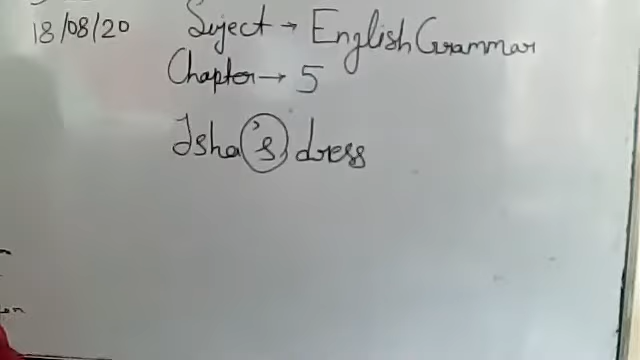 18/08/20
Suject → English Grammar
Chapter → 5
Isha's dress